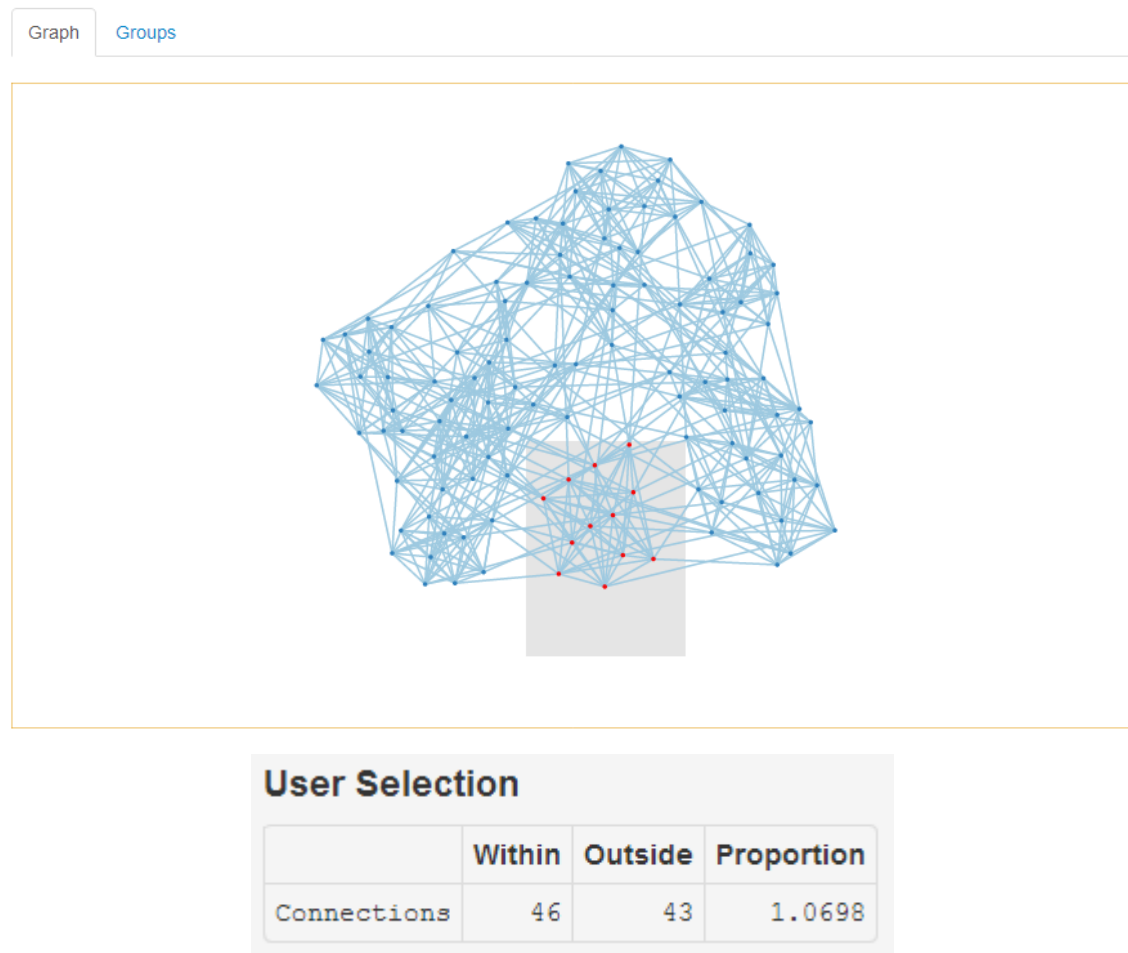 Graph Groups
User Selection
Within Outside Proportion
Connections 46 43 1.0698